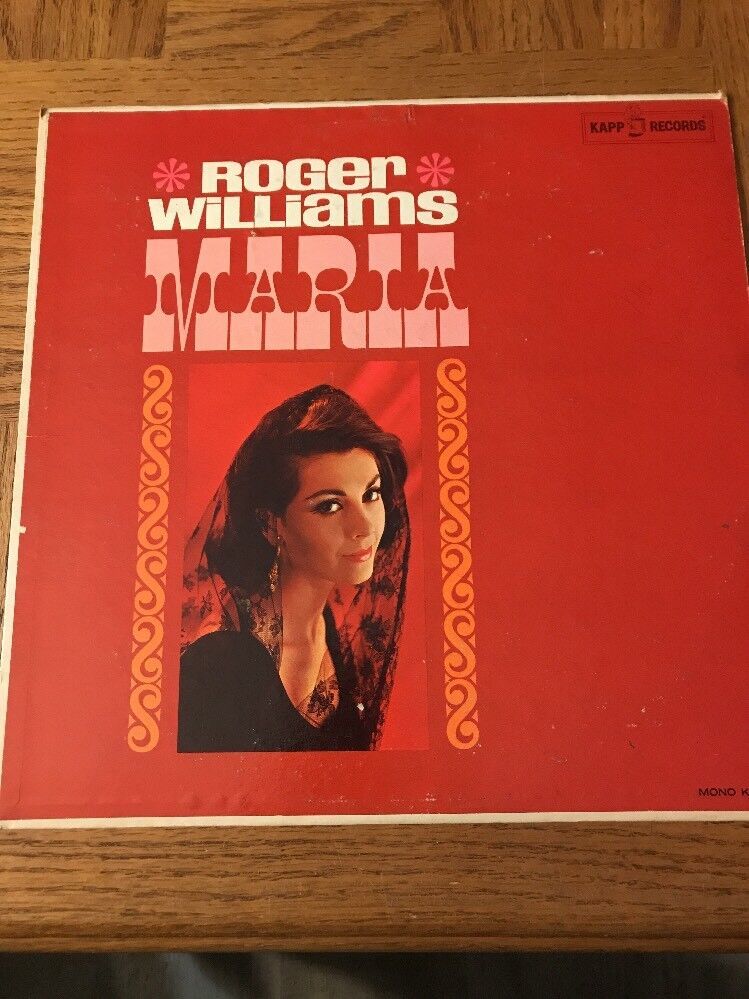 KAPP RECORDS
ROGer
WiLLiamS
MARIA
MONO K